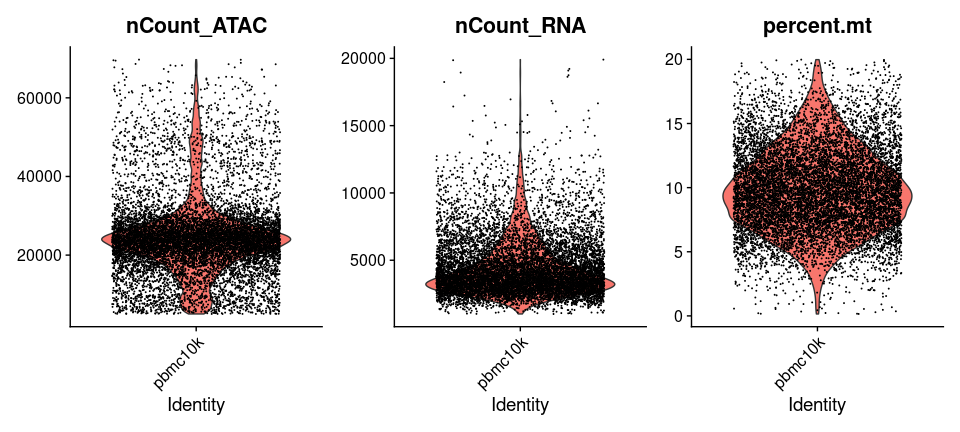 nCount_ATAC
60000
40000
20000
pbmc10k
Identity
nCount_RNA
20000
15000
10000
5000
pbmc10k
Identity
percent.mt
20
15
10
5
0
pbmc10k
Identity